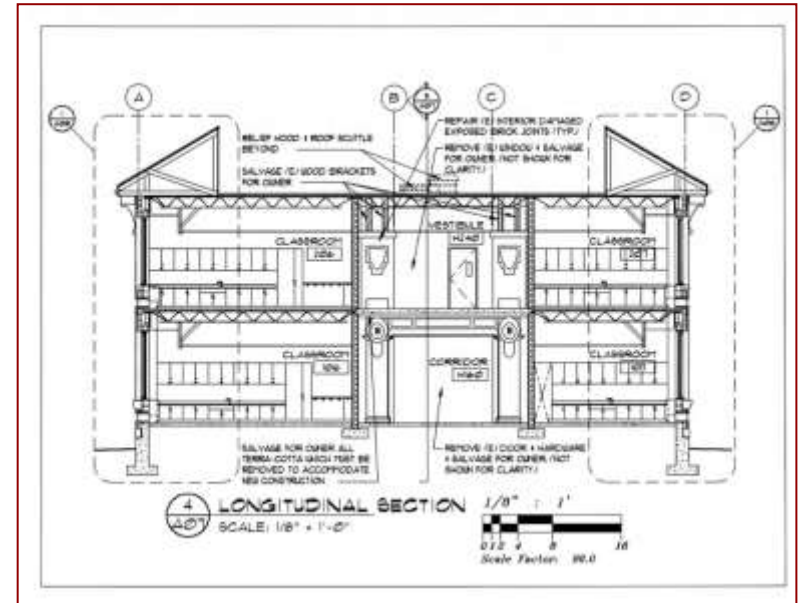 A
B
C
D
RELIEF HOOD & ROOF SCUTTLE
BEYOND
SALVAGE (E) WOOD BRACKETS
FOR OWNER
REPAIR (E) INTERIOR DAMAGED
EXPOSED BRICK JOINTS (TYP.)
REMOVE (E) WINDOW & SALVAGE
FOR OWNER (NOT SHOWN FOR
CLARITY.)
VESTIBULE
CLASSROOM
CLASSROOM
CLASSROOM
106
CORRIDOR
H160
CLASSROOM
SALVAGE FOR OWNER ALL
TERRA-COTTA WHICH MUST BE
REMOVED TO ACCOMMODATE
NEW CONSTRUCTION
REMOVE (E) DOOR & HARDWARE
& SALVAGE FOR OWNER (NOT
SHOWN FOR CLARITY.)
4
A07
LONGITUDINAL SECTION
SCALE: 1/8" = 1'-0"
1/8" : 1'
0 1 2 4 8 16
Scale Factor: 96.0